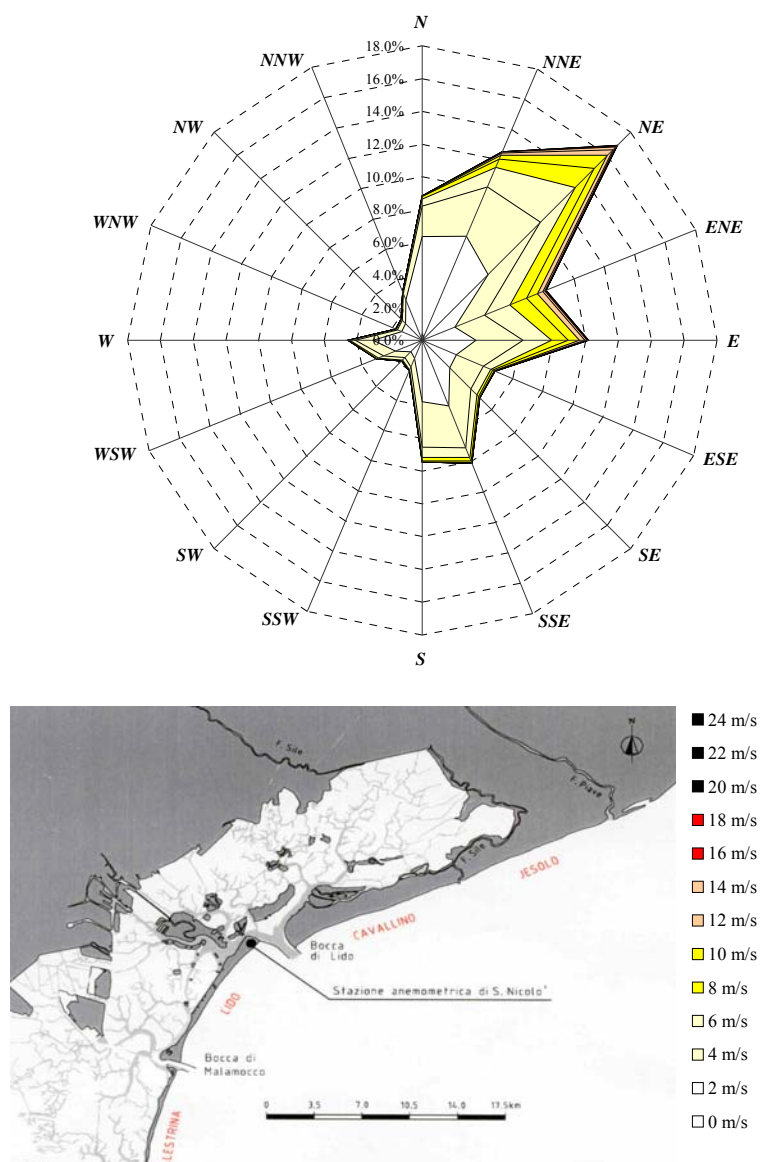 N
18.0%
NNE
NNW
16.0%
14.0%
NE
NW
12.0%
10.0%
8.0%
ENE
WNW
6.0%
4.0%
2.0%
W
0.0%
E
WSW
ESE
SW
SE
SSW
SSE
S
24 m/s
22 m/s
20 m/s
18 m/s
16 m/s
14 m/s
12 m/s
10 m/s
8 m/s
6 m/s
4 m/s
2 m/s
0 m/s
N
F. Sile
F. Piave
F. Sile
JESOLO
CAVALLINO
Bocca
di Lido
Stazione anemometrica di S. Nicolo'
LIDO
Bocca di
Malamocco
0 3.5 7.0 10.5 14.0 17.5km
LESTRINA